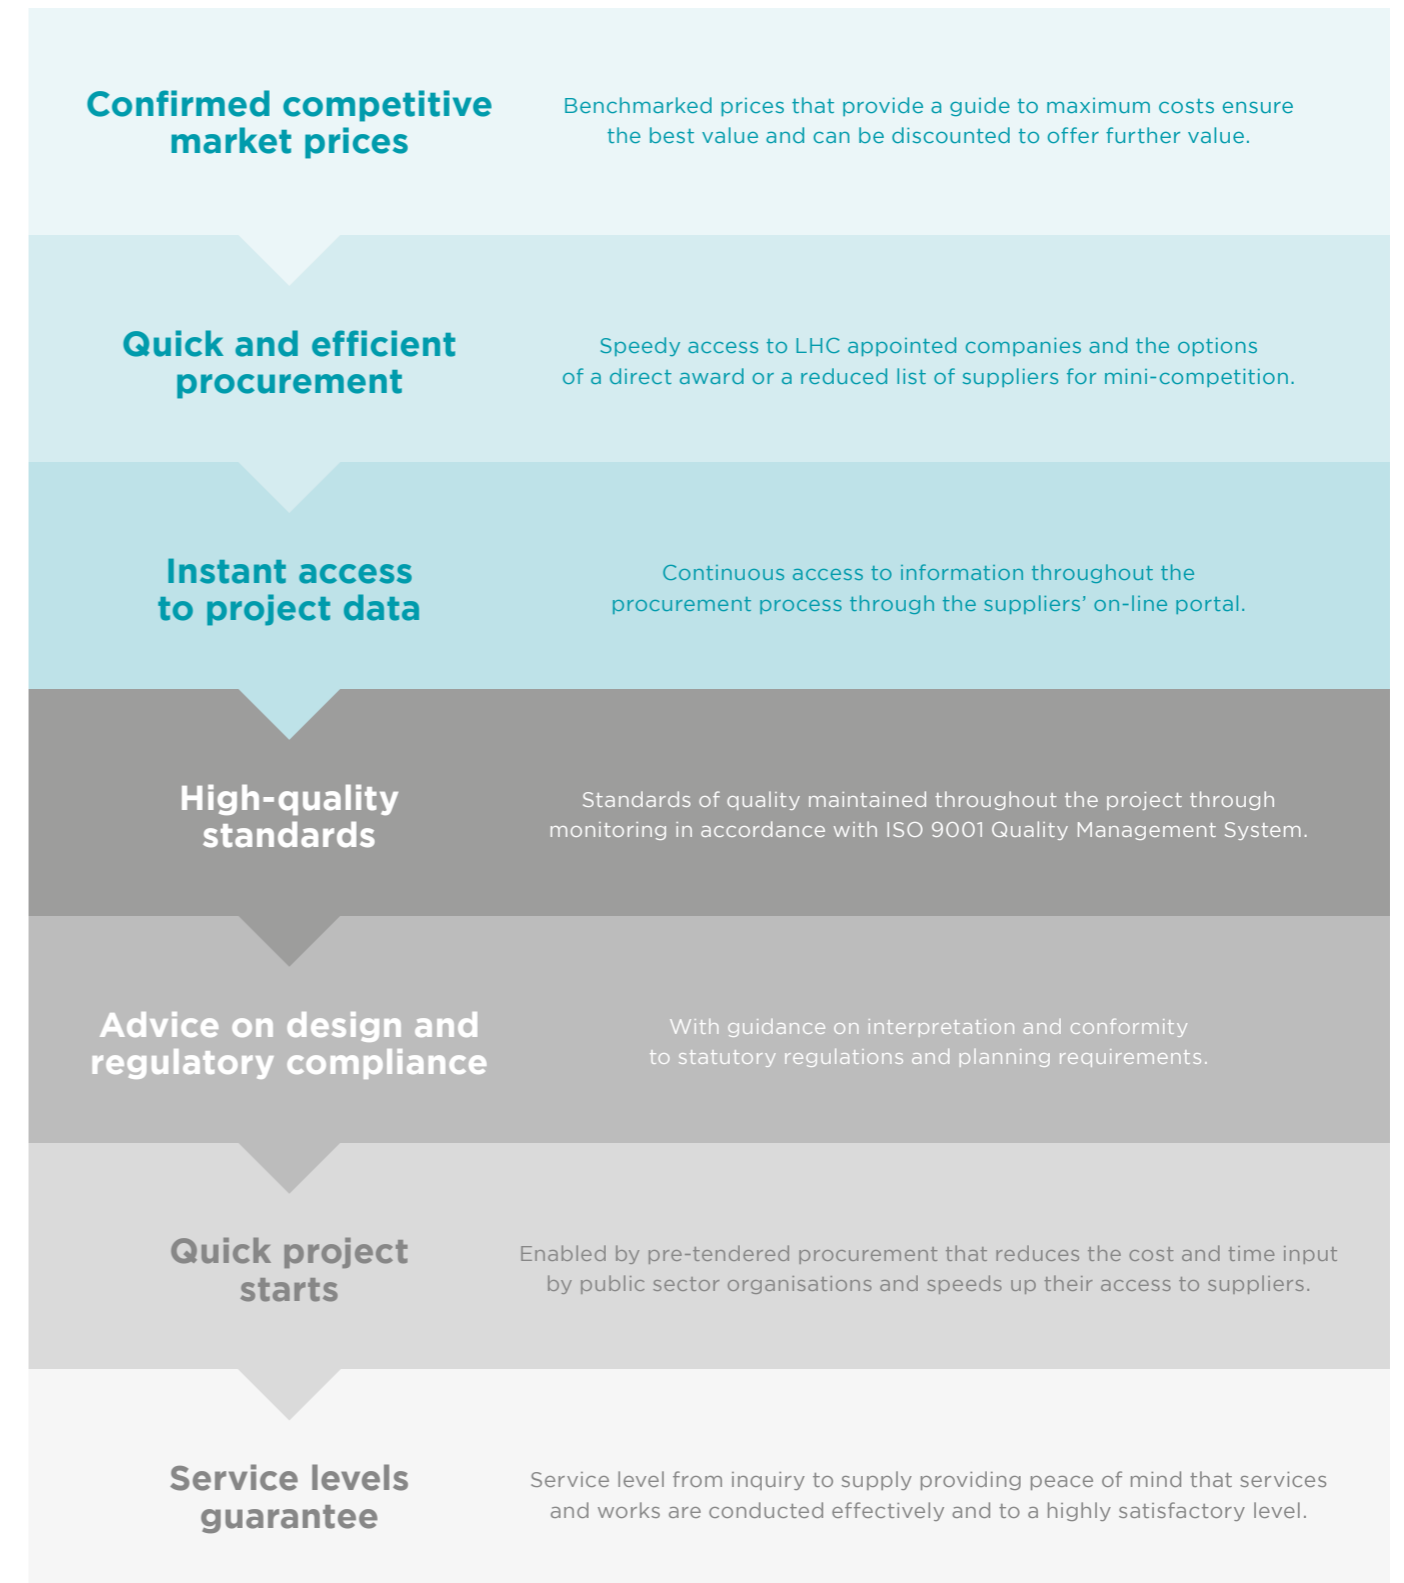 Confirmed competitive
market prices
Benchmarked prices that provide a guide to maximum costs ensure
the best value and can be discounted to offer further value.
Quick and efficient
procurement
Speedy access to LHC appointed companies and the options
of a direct award or a reduced list of suppliers for mini-competition.
Instant access
to project data
Continuous access to information throughout the
procurement process through the suppliers’ on-line portal.
High-quality
standards
Standards of quality maintained throughout the project through
monitoring in accordance with ISO 9001 Quality Management System.
Advice on design and
regulatory compliance
With guidance on interpretation and conformity
to statutory regulations and planning requirements.
Quick project
starts
Enabled by pre-tendered procurement that reduces the cost and time input
by public sector organisations and speeds up their access to suppliers.
Service levels
guarantee
Service level from inquiry to supply providing peace of mind that services
and works are conducted effectively and to a highly satisfactory level.